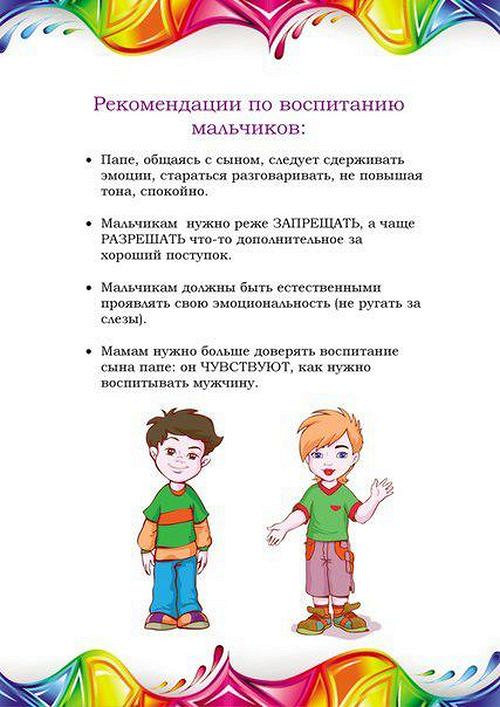 Рекомендации по воспитанию
мальчиков:
• Папе, общаясь с сыном, следует сдерживать
эмоции, стараться разговаривать, не повышая
тона, спокойно.
• Мальчикам нужно реже ЗАПРЕЩАТЬ, а чаще
РАЗРЕШАТЬ что-то дополнительное за
хороший поступок.
• Мальчикам должны быть естественными
проявлять свою эмоциональность (не ругать за
слезы).
• Мамам нужно больше доверять воспитание
сына папе: он ЧУВСТВУЮТ, как нужно
воспитывать мужчину.